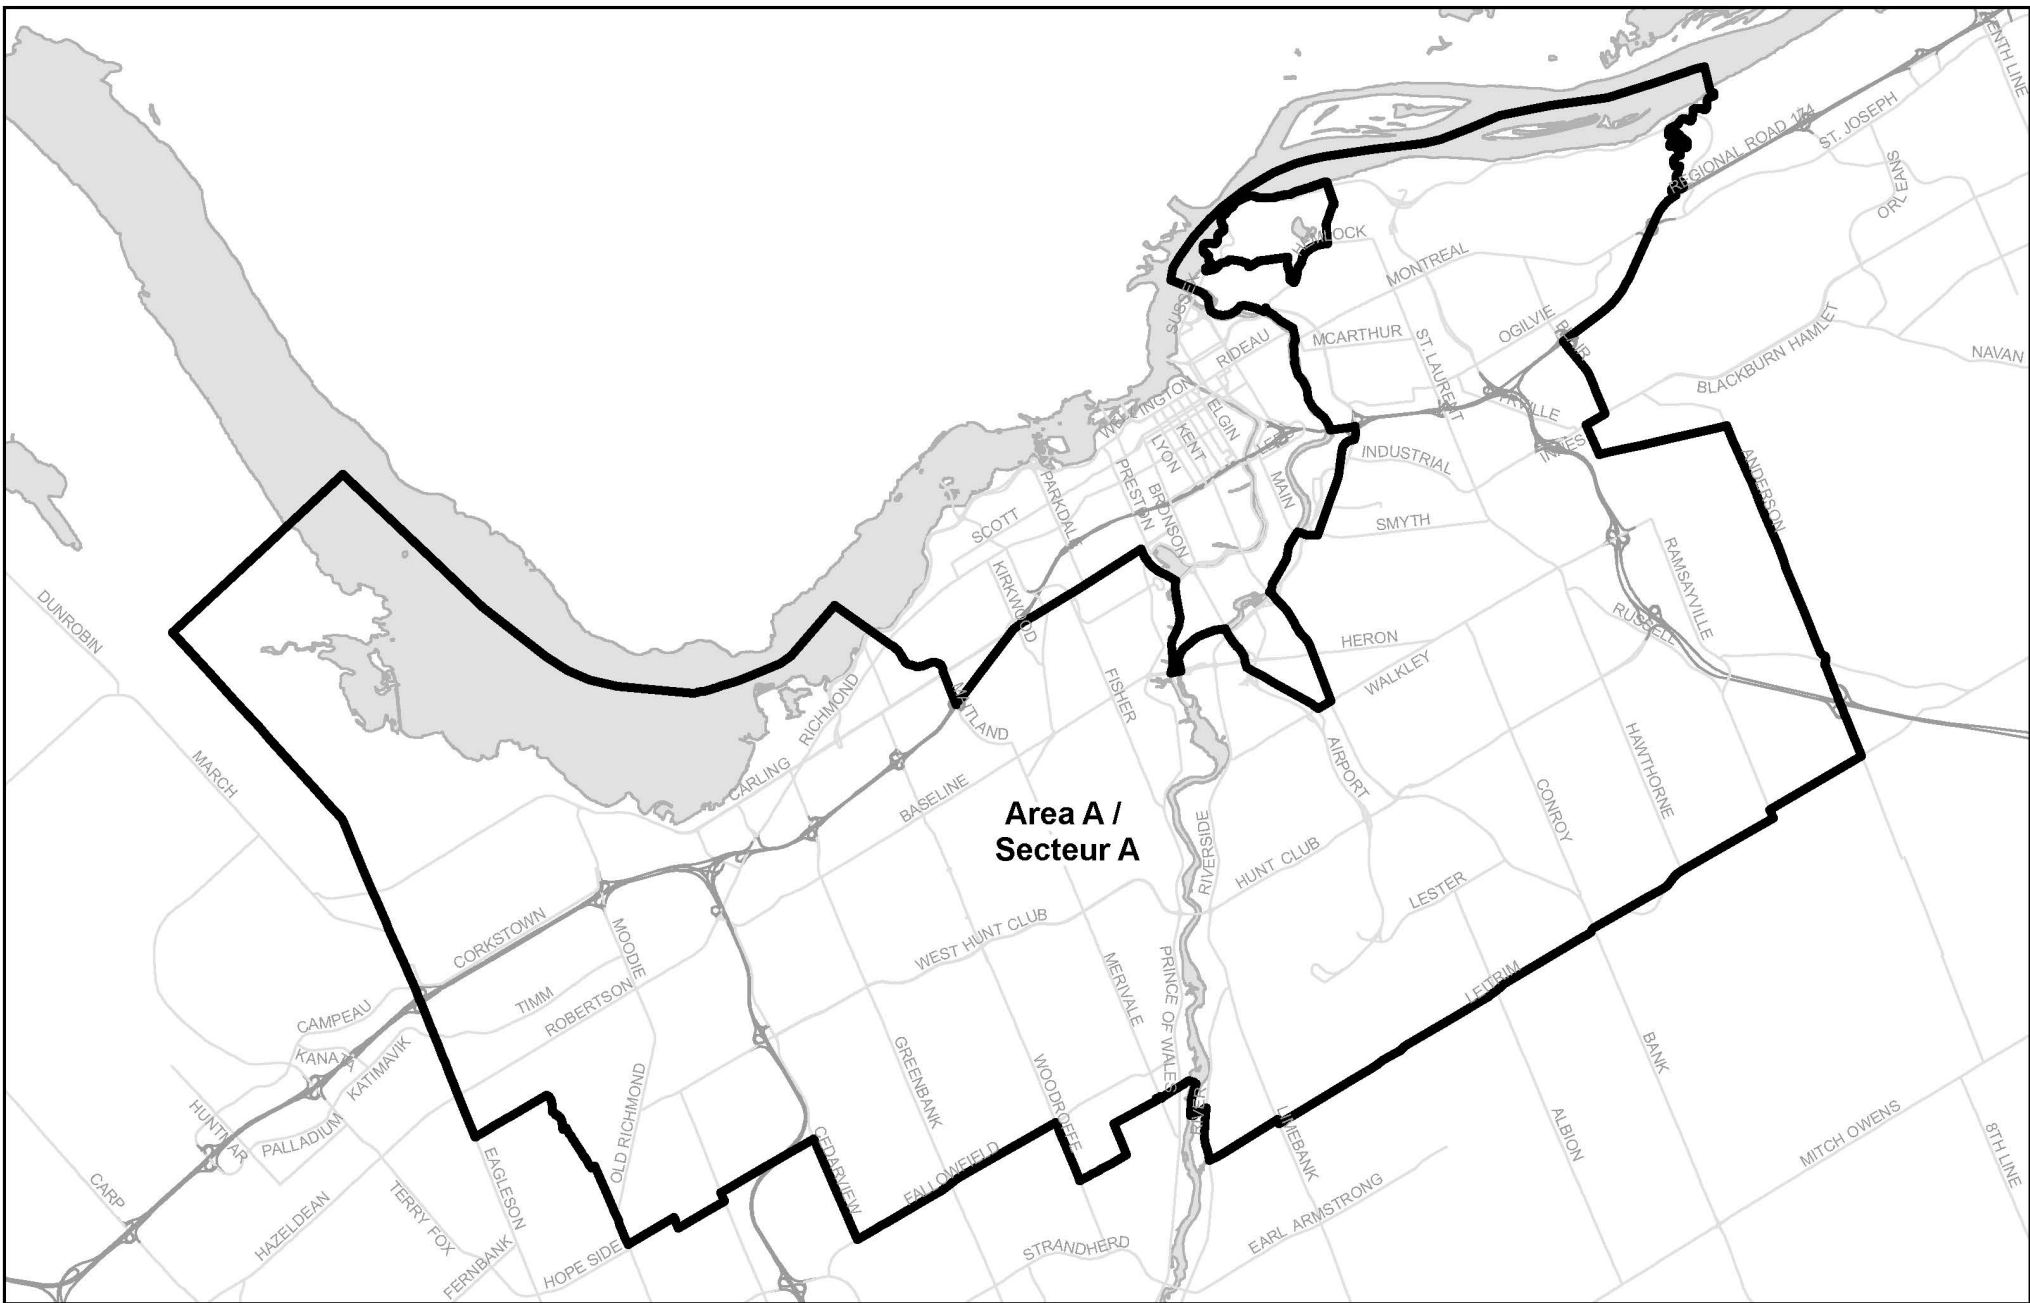 TENTH LINE
ST. JOSEPH
REGIONAL ROAD 174
ORLEANS
HEMLOCK
MONTREAL
SUSSEX
OGILVIE
BLAIR
MCARTHUR
RIDEAU
ST. LAURENT
BLACKBURN HAMLET
NAVAN
WELLINGTON
ELGIN
KENT
LYON
LEES
INNES
INDUSTRIAL
MAIN
PRESTON
BRONSON
PARKDALE
SCOTT
SMYTH
ANDERSON
RAMSAYVILLE
RUSSELL
KIRKWOOD
DUNROBIN
HERON
WALKLEY
FISHER
RICHMOND
MAITLAND
MARCH
CARLING
BASELINE
AIRPORT
HAWTHORNE
CONROY
Area A /
Secteur A
RIVERSIDE
HUNT CLUB
LESTER
CORKSTOWN
MOODIE
WEST HUNT CLUB
MERIVALE
PRINCE OF WALES
LEITRIM
TIMM
ROBERTSON
CAMPEAU
KANATA
KATIMAVIK
GREENBANK
WOODROFFE
BANK
HUNTMAR
PALLADIUM
OLD RICHMOND
RIVER
LIMEBANK
ALBION
MITCH OWENS
8TH LINE
CEDARVIEW
FALLOWFIELD
EAGLESON
CARP
HAZELDEAN
TERRY FOX
FERNBANK
HOPE SIDE
STRANDHERD
EARL ARMSTRONG